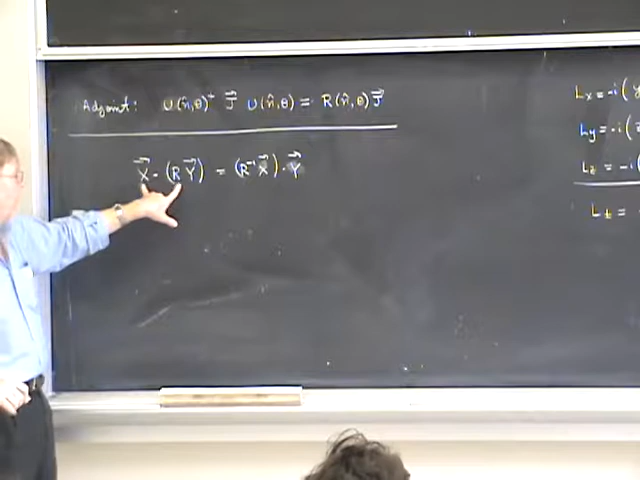 Adjoint: U(n̂,θ)† J⃗ U(n̂,θ) = R(n̂,θ) J⃗
X⃗ · (R Y⃗) = (R⁻¹ X⃗) · Y⃗
Lx = -i (y
Ly = -i (z
Lz = -i (
L± =